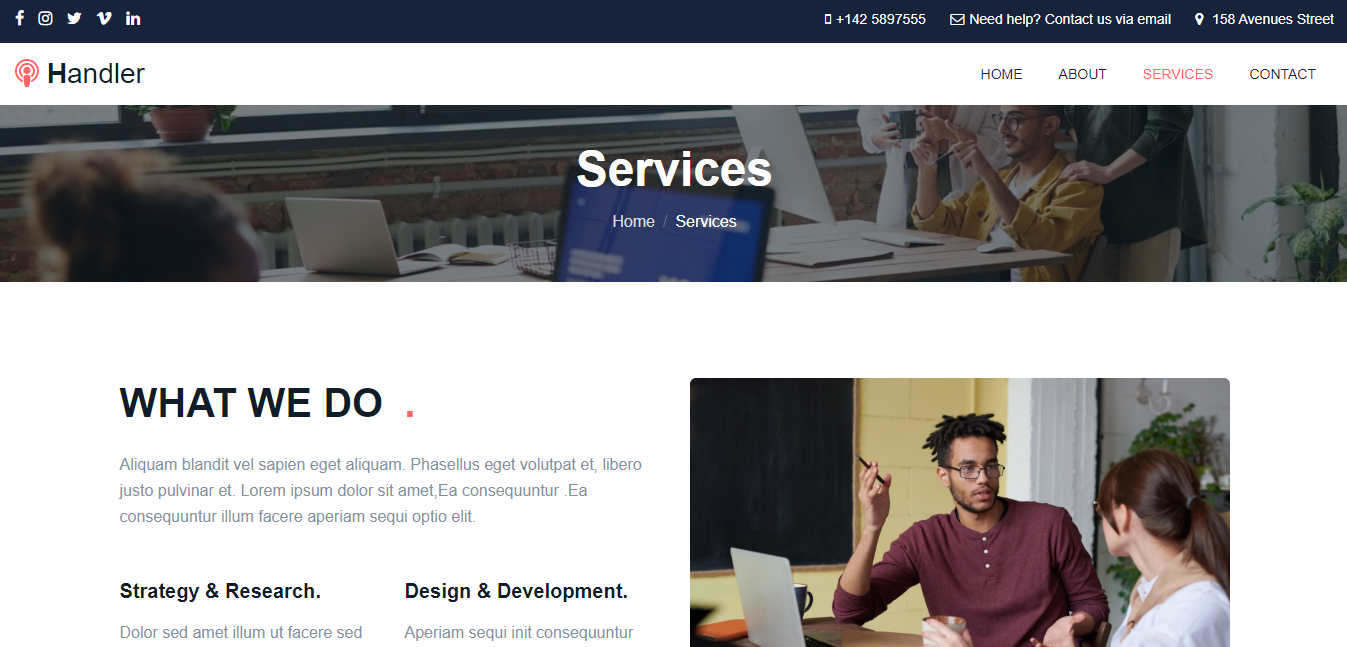 +142 5897555 Need help? Contact us via email 158 Avenues Street
Handler HOME ABOUT SERVICES CONTACT
Services
Home / Services
WHAT WE DO .
Aliquam blandit vel sapien eget aliquam. Phasellus eget volutpat et, libero
justo pulvinar et. Lorem ipsum dolor sit amet,Ea consequuntur .Ea
consequuntur illum facere aperiam sequi optio elit.
Strategy & Research.
Dolor sed amet illum ut facere sed
Design & Development.
Aperiam sequi init consequuntur